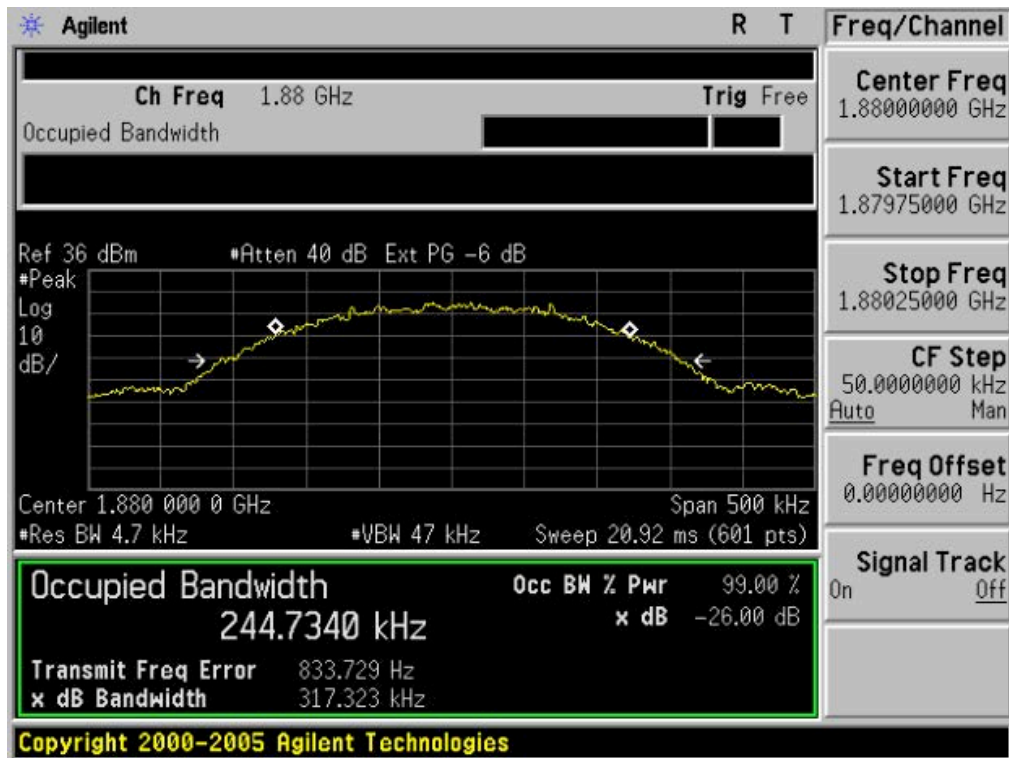 Agilent R T Freq/Channel
Ch Freq 1.88 GHz Trig Free
Occupied Bandwidth
Center Freq
1.88000000 GHz
Start Freq
1.87975000 GHz
Stop Freq
1.88025000 GHz
CF Step
50.0000000 kHz
Auto Man
Freq Offset
0.00000000 Hz
Signal Track
On Off
Ref 36 dBm #Atten 40 dB Ext PG -6 dB
#Peak
Log
10
dB/
Center 1.880 000 0 GHz Span 500 kHz
#Res BW 4.7 kHz #VBW 47 kHz Sweep 20.92 ms (601 pts)
Occupied Bandwidth Occ BW % Pwr 99.00 %
244.7340 kHz x dB -26.00 dB
Transmit Freq Error 833.729 Hz
x dB Bandwidth 317.323 kHz
Copyright 2000-2005 Agilent Technologies